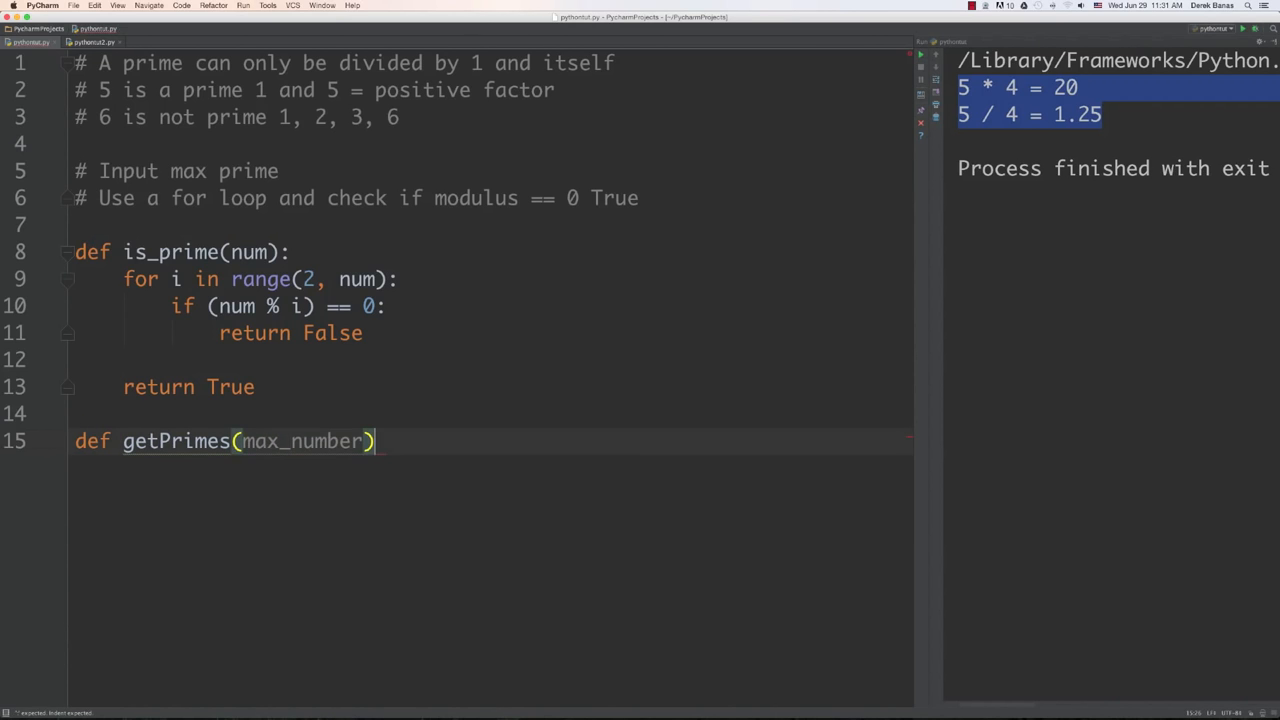 PyCharm File Edit View Navigate Code Refactor Run Tools VCS Window Help 10 Wed Jun 29 11:31 AM Derek Banas
pythontut.py - PycharmProjects - [~/PycharmProjects]
PycharmProjects pythontut.py pythontut
pythontut.py × pythontut2.py × Run pythontut
1 # A prime can only be divided by 1 and itself
2 # 5 is a prime 1 and 5 = positive factor
3 # 6 is not prime 1, 2, 3, 6
4
5 # Input max prime
6 # Use a for loop and check if modulus == 0 True
7
8 def is_prime(num):
9 for i in range(2, num):
10 if (num % i) == 0:
11 return False
12
13 return True
14
15 def getPrimes(max_number)
/Library/Frameworks/Python.
5 * 4 = 20
5 / 4 = 1.25
Process finished with exit
':' expected. Indent expected. 15:26 LF: UTF-8: